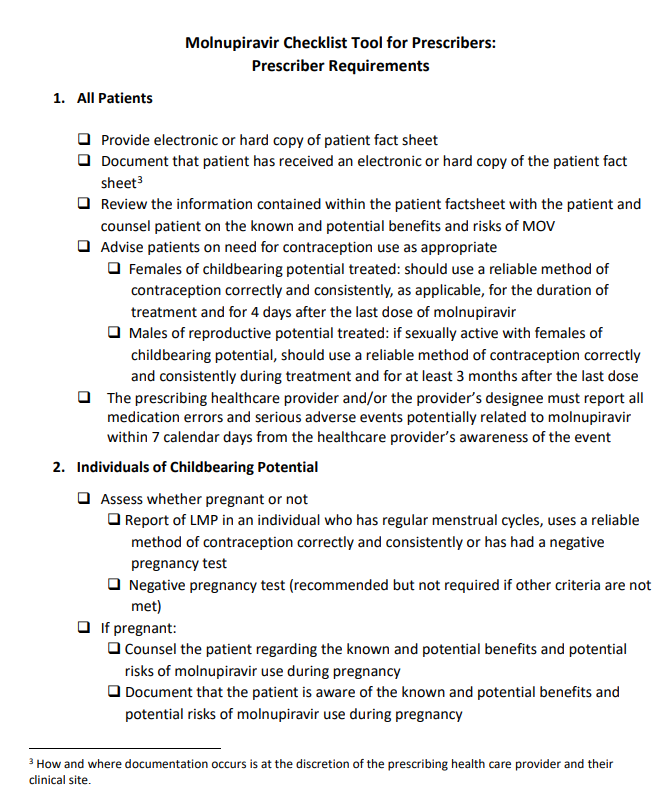 Molnupiravir Checklist Tool for Prescribers:
Prescriber Requirements
1. All Patients
❑ Provide electronic or hard copy of patient fact sheet
❑ Document that patient has received an electronic or hard copy of the patient fact
sheet³
❑ Review the information contained within the patient factsheet with the patient and
counsel patient on the known and potential benefits and risks of MOV
❑ Advise patients on need for contraception use as appropriate
❑ Females of childbearing potential treated: should use a reliable method of
contraception correctly and consistently, as applicable, for the duration of
treatment and for 4 days after the last dose of molnupiravir
❑ Males of reproductive potential treated: if sexually active with females of
childbearing potential, should use a reliable method of contraception correctly
and consistently during treatment and for at least 3 months after the last dose
❑ The prescribing healthcare provider and/or the provider’s designee must report all
medication errors and serious adverse events potentially related to molnupiravir
within 7 calendar days from the healthcare provider’s awareness of the event
2. Individuals of Childbearing Potential
❑ Assess whether pregnant or not
❑ Report of LMP in an individual who has regular menstrual cycles, uses a reliable
method of contraception correctly and consistently or has had a negative
pregnancy test
❑ Negative pregnancy test (recommended but not required if other criteria are not
met)
❑ If pregnant:
❑ Counsel the patient regarding the known and potential benefits and potential
risks of molnupiravir use during pregnancy
❑ Document that the patient is aware of the known and potential benefits and
potential risks of molnupiravir use during pregnancy
³ How and where documentation occurs is at the discretion of the prescribing health care provider and their
clinical site.